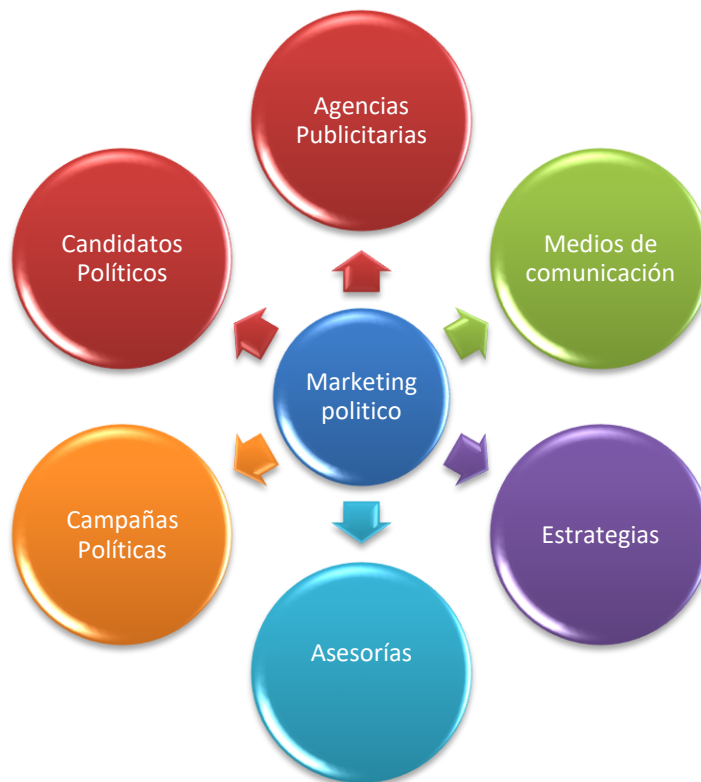 Agencias
Publicitarias
Candidatos
Políticos
Medios de
comunicación
Marketing
politico
Campañas
Políticas
Estrategias
Asesorías